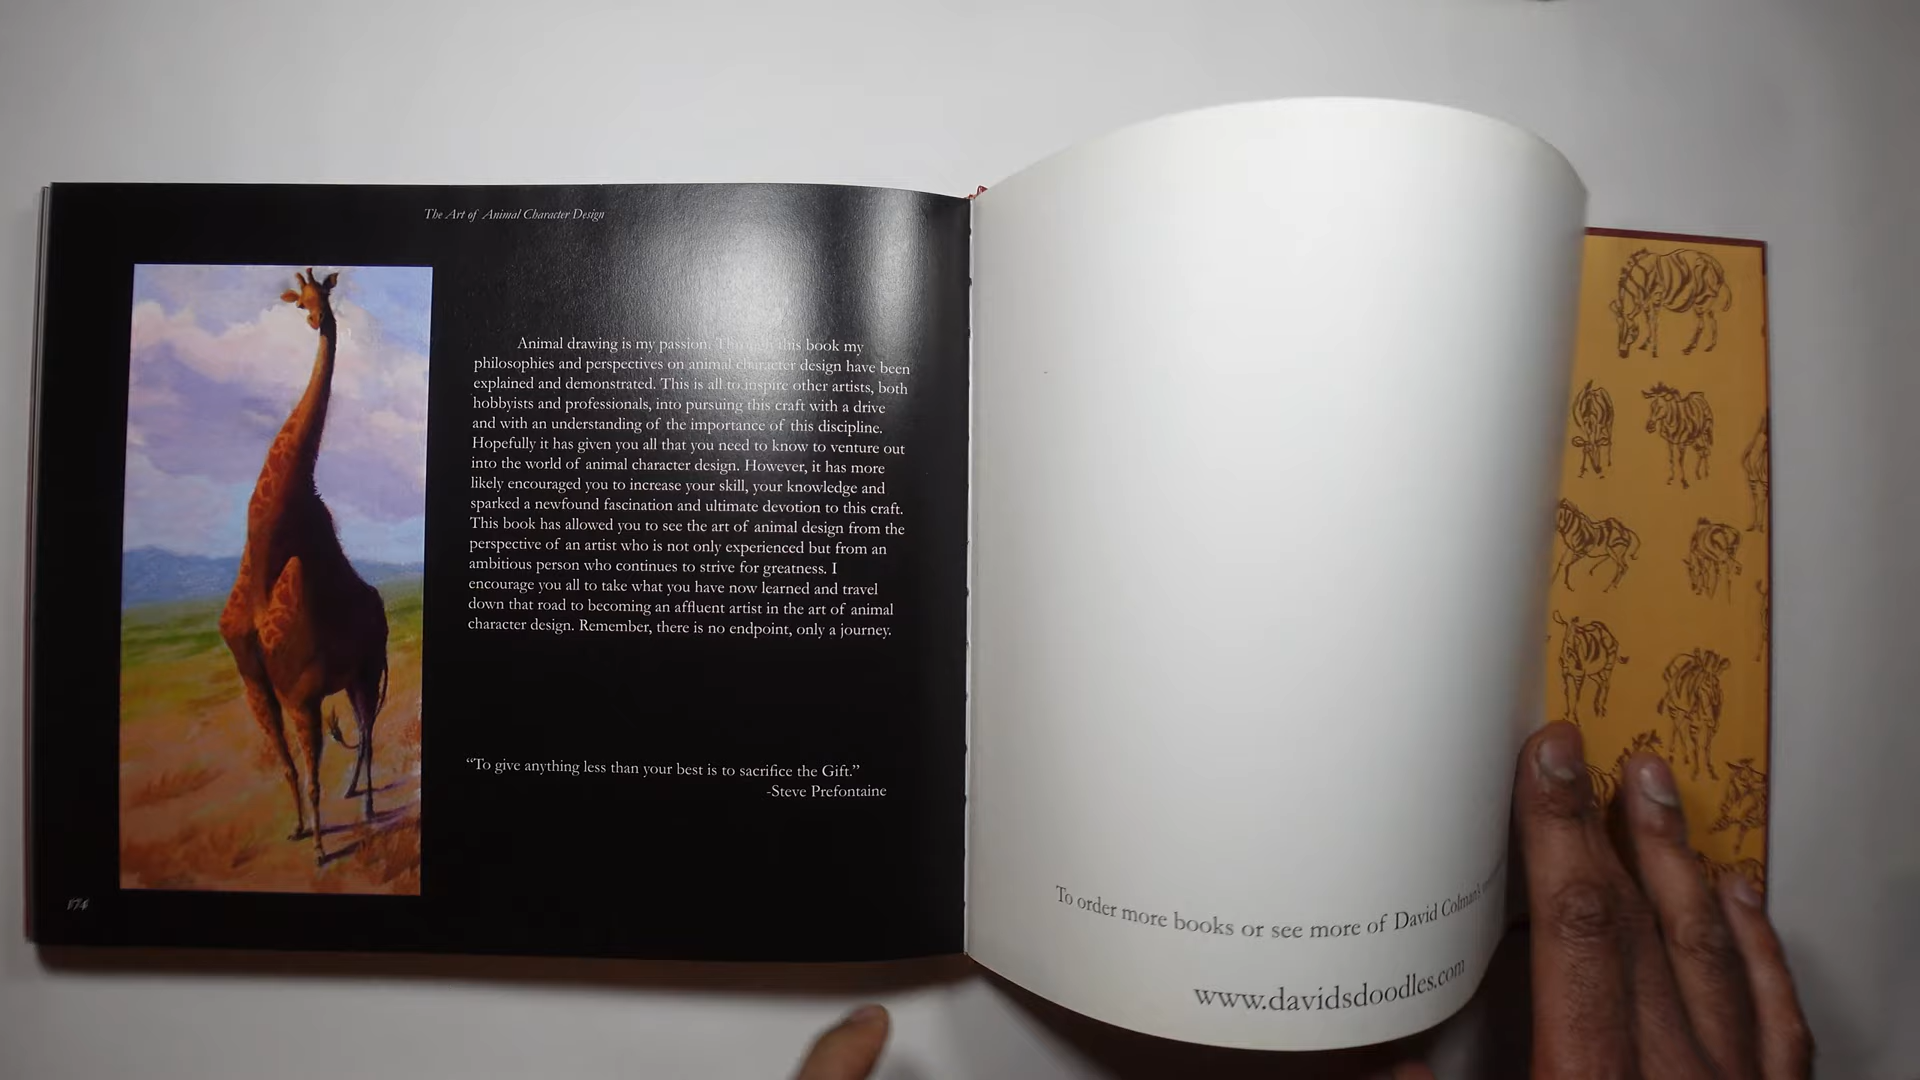 The Art of Animal Character Design
Animal drawing is my passion. Through this book my
philosophies and perspectives on animal character design have been
explained and demonstrated. This is all to inspire other artists, both
hobbyists and professionals, into pursuing this craft with a drive
and with an understanding of the importance of this discipline.
Hopefully it has given you all that you need to know to venture out
into the world of animal character design. However, it has more
likely encouraged you to increase your skill, your knowledge and
sparked a newfound fascination and ultimate devotion to this craft.
This book has allowed you to see the art of animal design from the
perspective of an artist who is not only experienced but from an
ambitious person who continues to strive for greatness. I
encourage you all to take what you have now learned and travel
down that road to becoming an affluent artist in the art of animal
character design. Remember, there is no endpoint, only a journey.
“To give anything less than your best is to sacrifice the Gift.”
-Steve Prefontaine
174
To order more books or see more of David Colman's
www.davidsdoodles.com